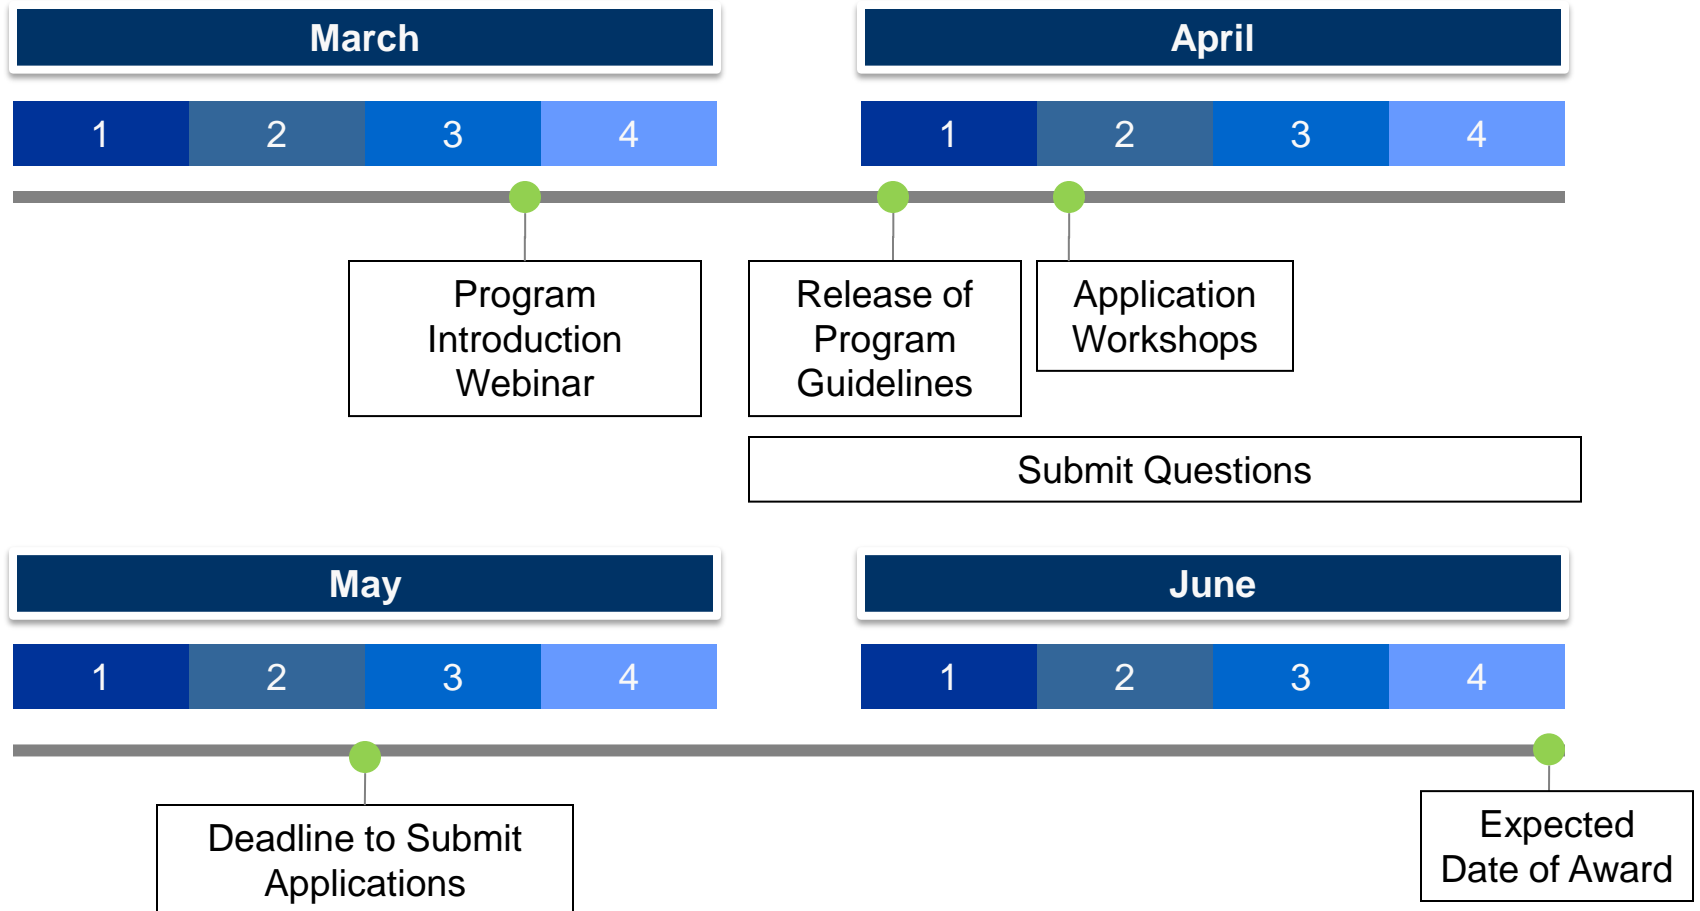 March
April
1 2 3 4
1 2 3 4
Program
Introduction
Webinar
Release of
Program
Guidelines
Application
Workshops
Submit Questions
May
June
1 2 3 4
1 2 3 4
Deadline to Submit
Applications
Expected
Date of Award